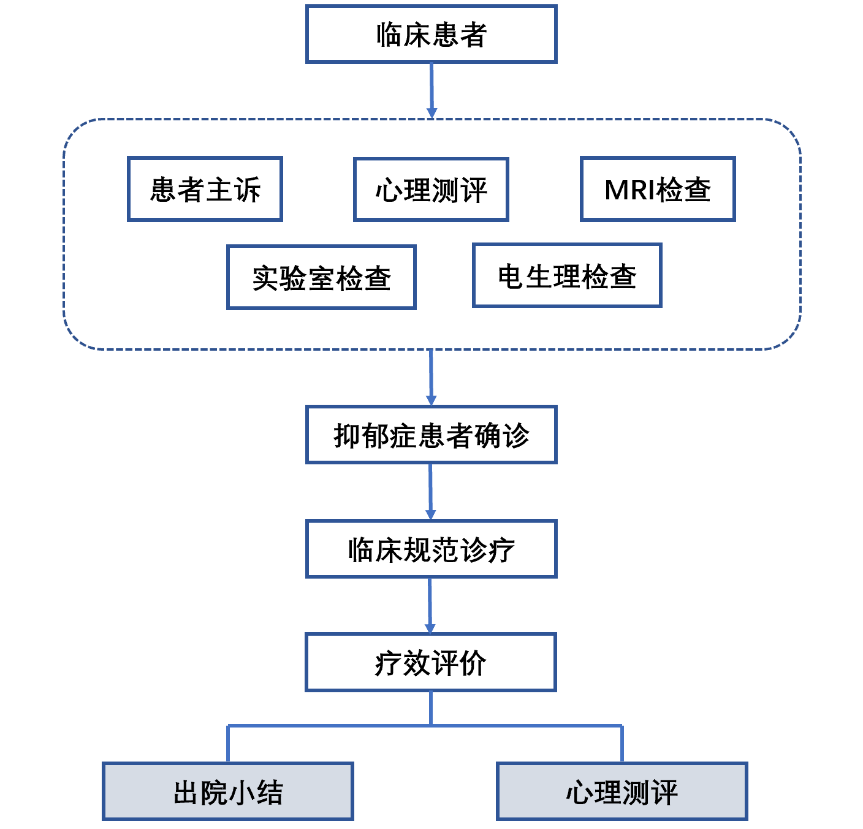 临床患者
患者主诉
心理测评
MRI检查
实验室检查
电生理检查
抑郁症患者确诊
临床规范诊疗
疗效评价
出院小结
心理测评